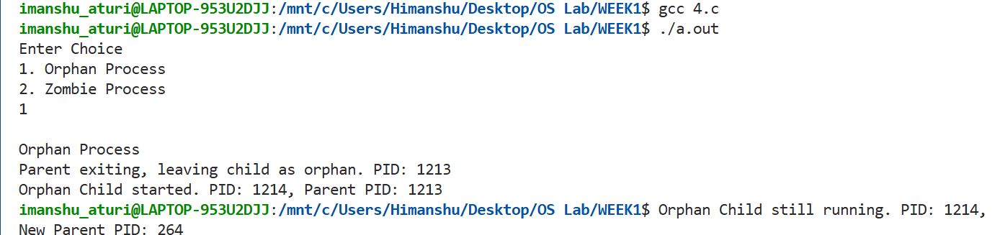 imanshu_aturi@LAPTOP-953U2DJJ:/mnt/c/Users/Himanshu/Desktop/OS Lab/WEEK1$ gcc 4.c
imanshu_aturi@LAPTOP-953U2DJJ:/mnt/c/Users/Himanshu/Desktop/OS Lab/WEEK1$ ./a.out
Enter Choice
1. Orphan Process
2. Zombie Process
1

Orphan Process
Parent exiting, leaving child as orphan. PID: 1213
Orphan Child started. PID: 1214, Parent PID: 1213
imanshu_aturi@LAPTOP-953U2DJJ:/mnt/c/Users/Himanshu/Desktop/OS Lab/WEEK1$ Orphan Child still running. PID: 1214,
New Parent PID: 264